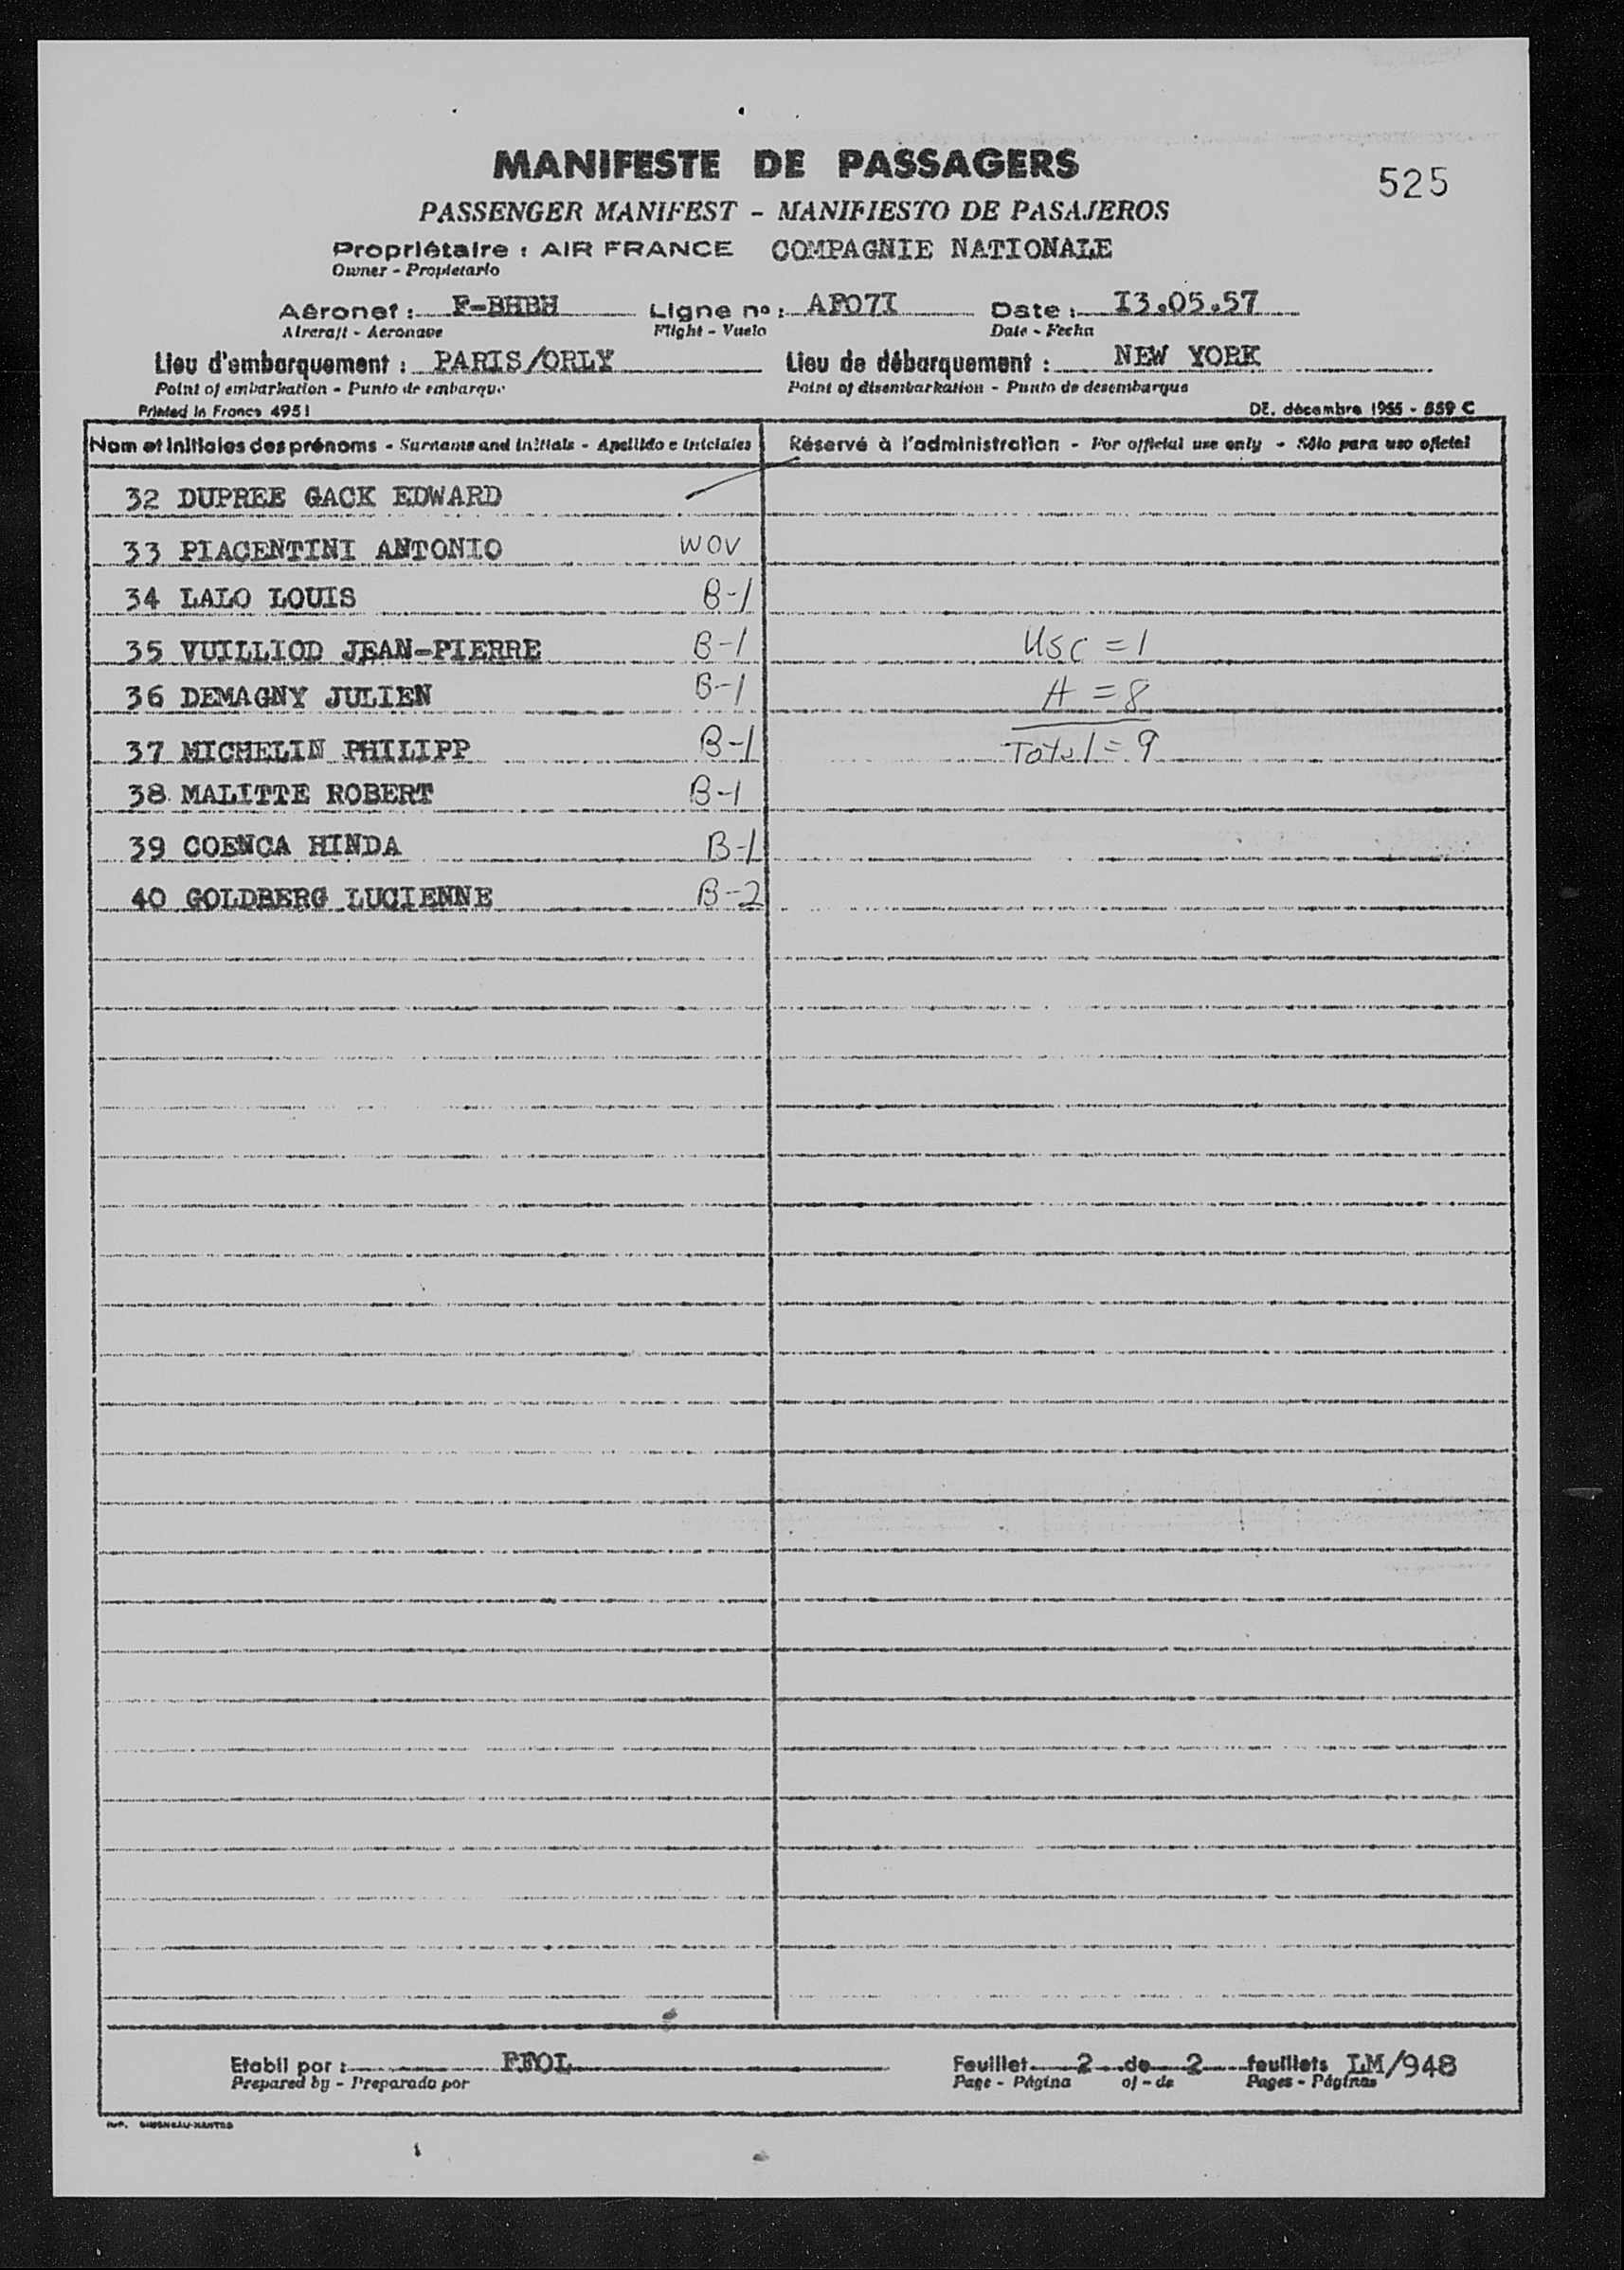 MANIFESTE DE PASSAGERS
525
PASSENGER MANIFEST - MANIFIESTO DE PASAJEROS
Propriétaire : AIR FRANCE COMPAGNIE NATIONALE
Owner - Propietario
Aéronef : F-BHBH Ligne nº : AF07I Date : I3.05.57
Aircraft - Aeronave Flight - Vuelo Date - Fecha
Lieu d'embarquement : PARIS/ORLY Lieu de débarquement : NEW YORK
Point of embarkation - Punto de embarque Point of disembarkation - Punto de desembarque
Printed in France 4951 DE. décembre 1955 - 559 C
Nom et initiales des prénoms - Surname and initials - Apellido e iniciales Réservé à l'administration - For official use only - Sólo para uso oficial
32 DUPREE GACK EDWARD
33 PIACENTINI ANTONIO WOV
34 LALO LOUIS B-1
35 VUILLIOD JEAN-PIERRE B-1 USC = 1
36 DEMAGNY JULIEN B-1 A = 8
37 MICHELIN PHILIPP B-1 Total = 9
38 MALITTE ROBERT B-1
39 COENCA HINDA B-1
40 GOLDBERG LUCIENNE B-2
Etabli par : PFOL Feuillet 2 de 2 feuillets LM/948
Prepared by - Preparado por Page - Página of - de Pages - Páginas